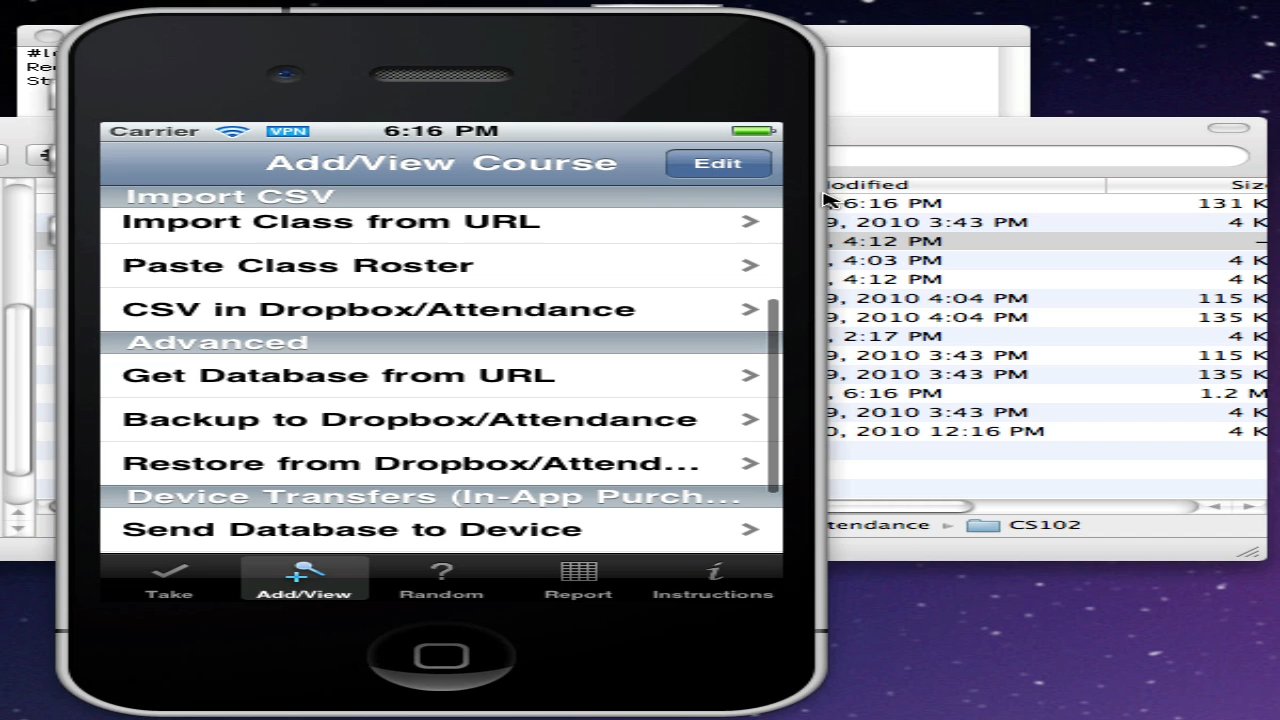 #l
Re
St
Carrier VPN 6:16 PM
Add/View Course Edit
Import CSV
Import Class from URL
Paste Class Roster
CSV in Dropbox/Attendance
Advanced
Get Database from URL
Backup to Dropbox/Attendance
Restore from Dropbox/Attend...
Device Transfers (In-App Purch...
Send Database to Device
Take Add/View Random Report Instructions
odified Siz
6:16 PM 131 K
9, 2010 3:43 PM 4 K
, 4:12 PM --
, 4:03 PM 4 K
, 4:12 PM 4 K
9, 2010 4:04 PM 115 K
9, 2010 4:04 PM 135 K
, 2:17 PM 4 K
9, 2010 3:43 PM 115 K
9, 2010 3:43 PM 135 K
, 6:16 PM 1.2 M
9, 2010 3:43 PM 4 K
0, 2010 12:16 PM 4 K
tendance CS102